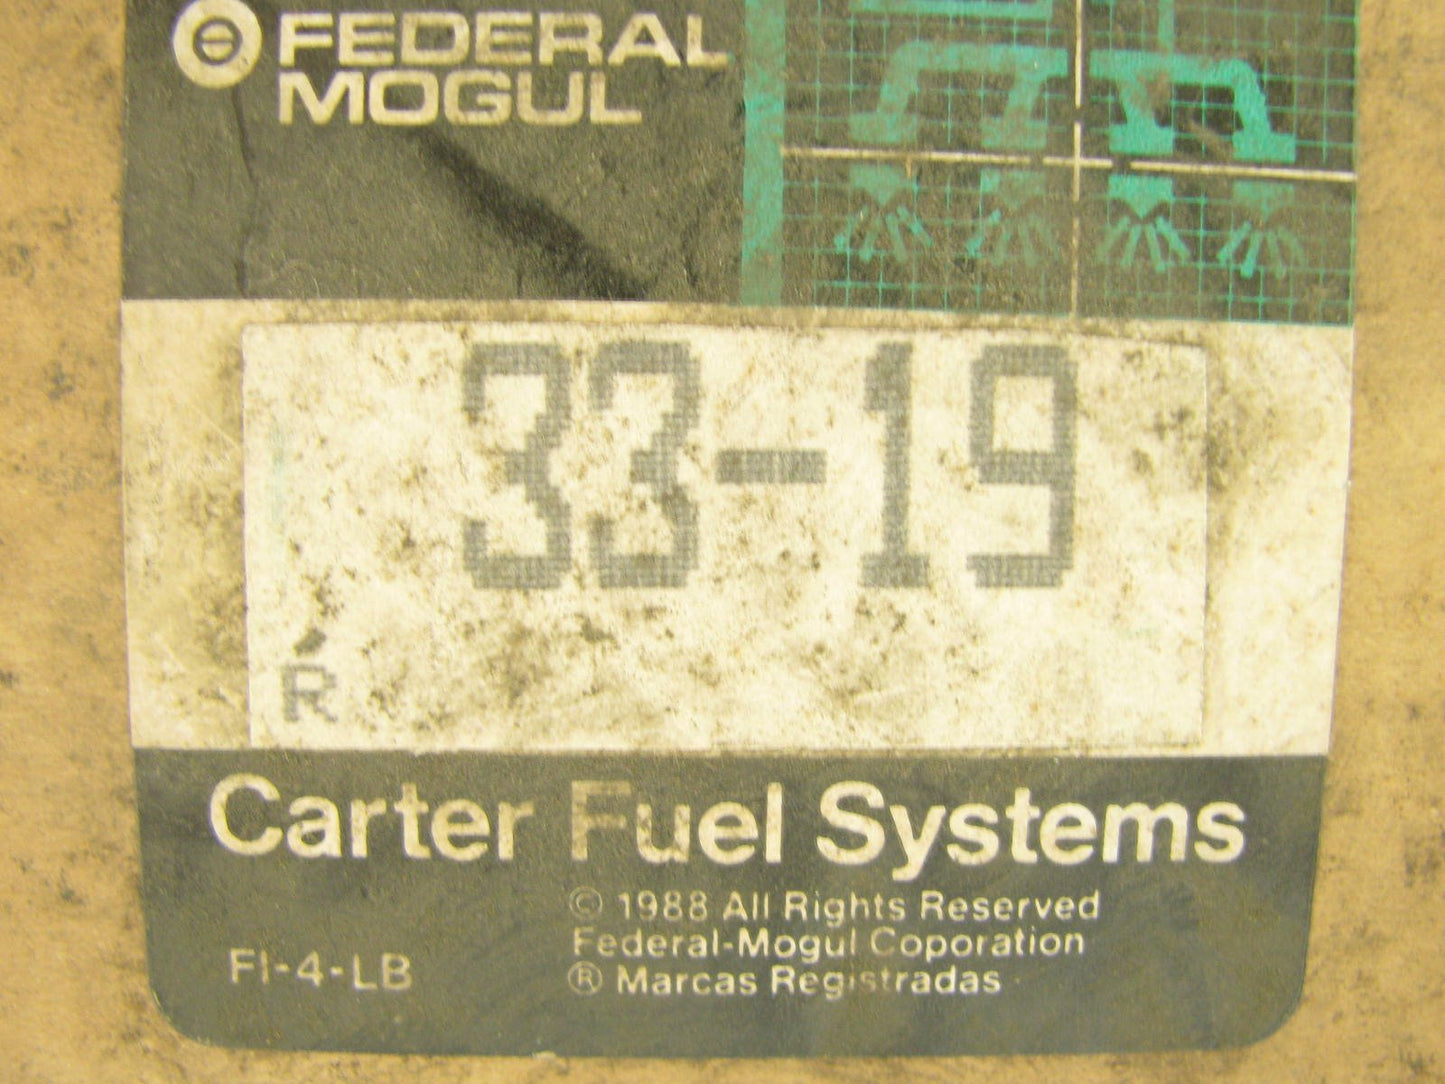 FEDERAL
MOGUL
33-19
R
Carter Fuel Systems
© 1988 All Rights Reserved
Federal-Mogul Coporation
FI-4-LB
® Marcas Registradas